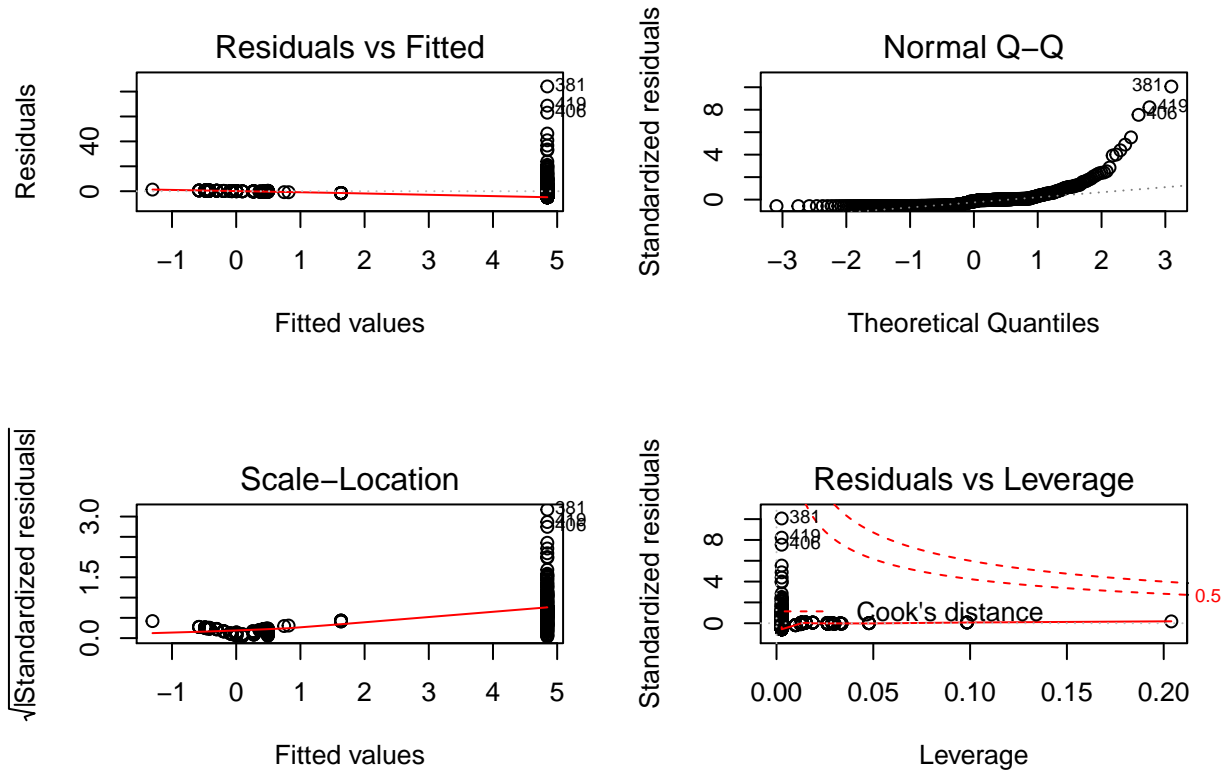 Residuals vs Fitted
Residuals
0
40
381
419
406
−1 0 1 2 3 4 5
Fitted values
Normal Q−Q
Standardized residuals
0
4
8
381
419
406
−3 −2 −1 0 1 2 3
Theoretical Quantiles
Scale−Location
√|Standardized residuals|
0.0
1.5
3.0
381
419
406
−1 0 1 2 3 4 5
Fitted values
Residuals vs Leverage
Standardized residuals
0
4
8
381
419
406
Cook's distance
0.5
0.00 0.05 0.10 0.15 0.20
Leverage